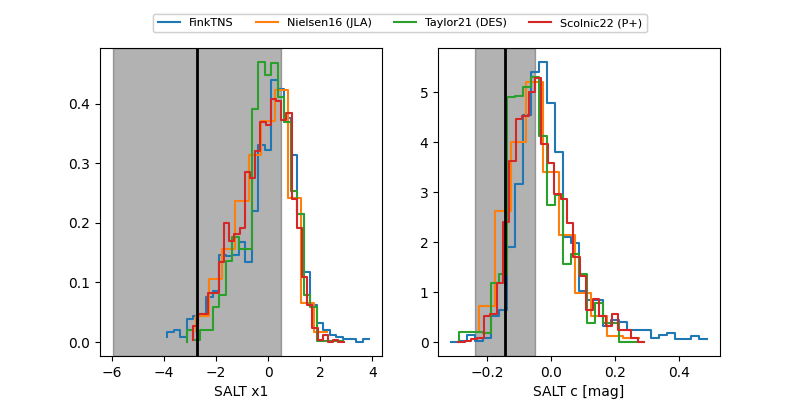 FinkTNS Nielsen16 (JLA) Taylor21 (DES) Scolnic22 (P+)
0.4
0.3
0.2
0.1
0.0
−6 −4 −2 0 2 4
SALT x1
5
4
3
2
1
0
−0.2 0.0 0.2 0.4
SALT c [mag]